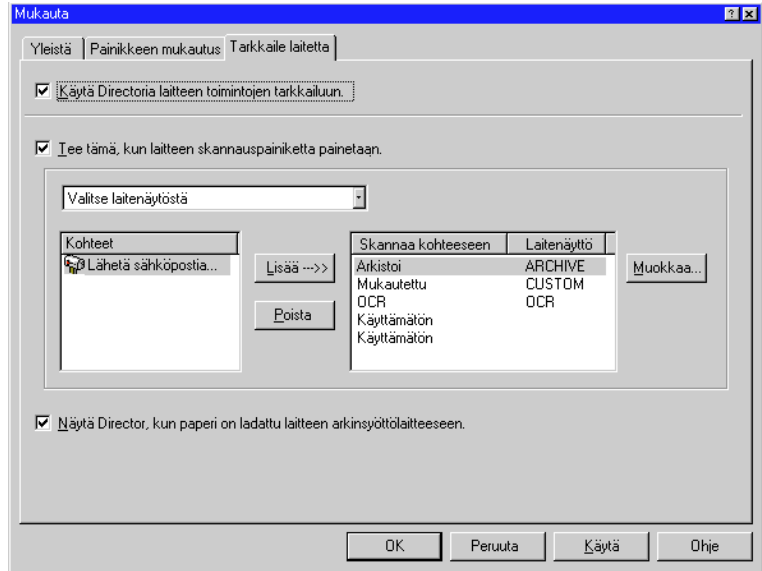 Mukauta
Yleistä Painikkeen mukautus Tarkkaile laitetta
Käytä Directoria laitteen toimintojen tarkkailuun.
Tee tämä, kun laitteen skannauspainiketta painetaan.
Valitse laitenäytöstä
Kohteet Skannaa kohteeseen Laitenäyttö
Lähetä sähköpostia... Lisää --->> Arkistoi ARCHIVE Muokkaa...
Mukautettu CUSTOM
Poista OCR OCR
Käyttämätön
Käyttämätön
Näytä Director, kun paperi on ladattu laitteen arkinsyöttölaitteeseen.
OK Peruuta Käytä Ohje